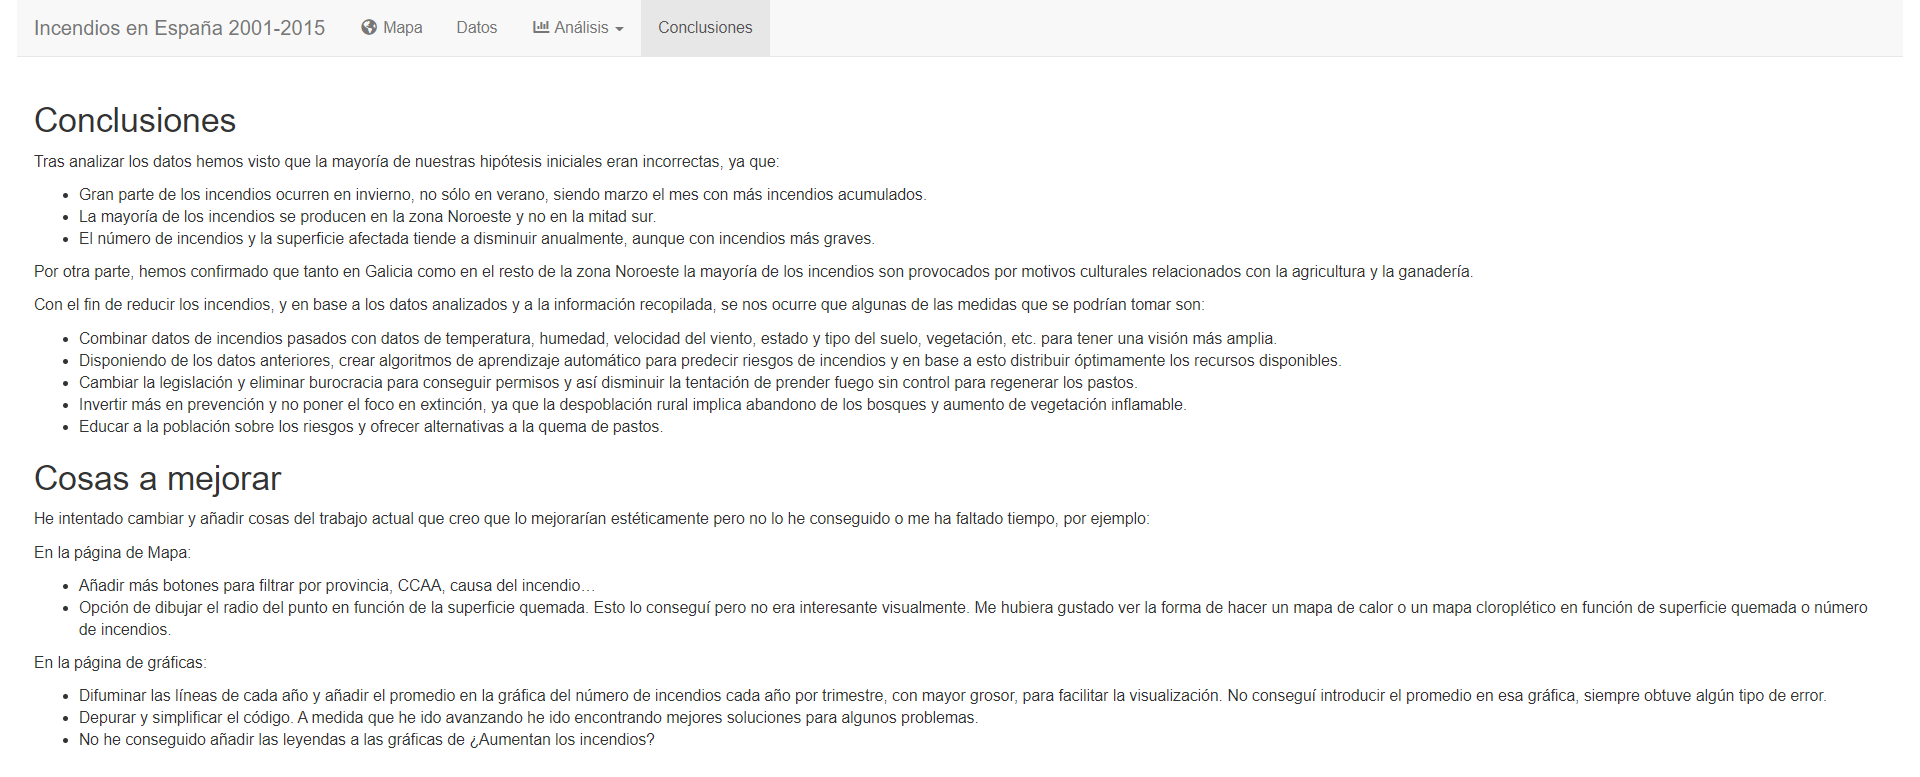 Incendios en España 2001-2015 Mapa Datos Análisis Conclusiones
Conclusiones
Tras analizar los datos hemos visto que la mayoría de nuestras hipótesis iniciales eran incorrectas, ya que:
• Gran parte de los incendios ocurren en invierno, no sólo en verano, siendo marzo el mes con más incendios acumulados.
• La mayoría de los incendios se producen en la zona Noroeste y no en la mitad sur.
• El número de incendios y la superficie afectada tiende a disminuir anualmente, aunque con incendios más graves.
Por otra parte, hemos confirmado que tanto en Galicia como en el resto de la zona Noroeste la mayoría de los incendios son provocados por motivos culturales relacionados con la agricultura y la ganadería.
Con el fin de reducir los incendios, y en base a los datos analizados y a la información recopilada, se nos ocurre que algunas de las medidas que se podrían tomar son:
• Combinar datos de incendios pasados con datos de temperatura, humedad, velocidad del viento, estado y tipo del suelo, vegetación, etc. para tener una visión más amplia.
• Disponiendo de los datos anteriores, crear algoritmos de aprendizaje automático para predecir riesgos de incendios y en base a esto distribuir óptimamente los recursos disponibles.
• Cambiar la legislación y eliminar burocracia para conseguir permisos y así disminuir la tentación de prender fuego sin control para regenerar los pastos.
• Invertir más en prevención y no poner el foco en extinción, ya que la despoblación rural implica abandono de los bosques y aumento de vegetación inflamable.
• Educar a la población sobre los riesgos y ofrecer alternativas a la quema de pastos.
Cosas a mejorar
He intentado cambiar y añadir cosas del trabajo actual que creo que lo mejorarían estéticamente pero no lo he conseguido o me ha faltado tiempo, por ejemplo:
En la página de Mapa:
• Añadir más botones para filtrar por provincia, CCAA, causa del incendio…
• Opción de dibujar el radio del punto en función de la superficie quemada. Esto lo conseguí pero no era interesante visualmente. Me hubiera gustado ver la forma de hacer un mapa de calor o un mapa cloroplético en función de superficie quemada o número
de incendios.
En la página de gráficas:
• Difuminar las líneas de cada año y añadir el promedio en la gráfica del número de incendios cada año por trimestre, con mayor grosor, para facilitar la visualización. No conseguí introducir el promedio en esa gráfica, siempre obtuve algún tipo de error.
• Depurar y simplificar el código. A medida que he ido avanzando he ido encontrando mejores soluciones para algunos problemas.
• No he conseguido añadir las leyendas a las gráficas de ¿Aumentan los incendios?